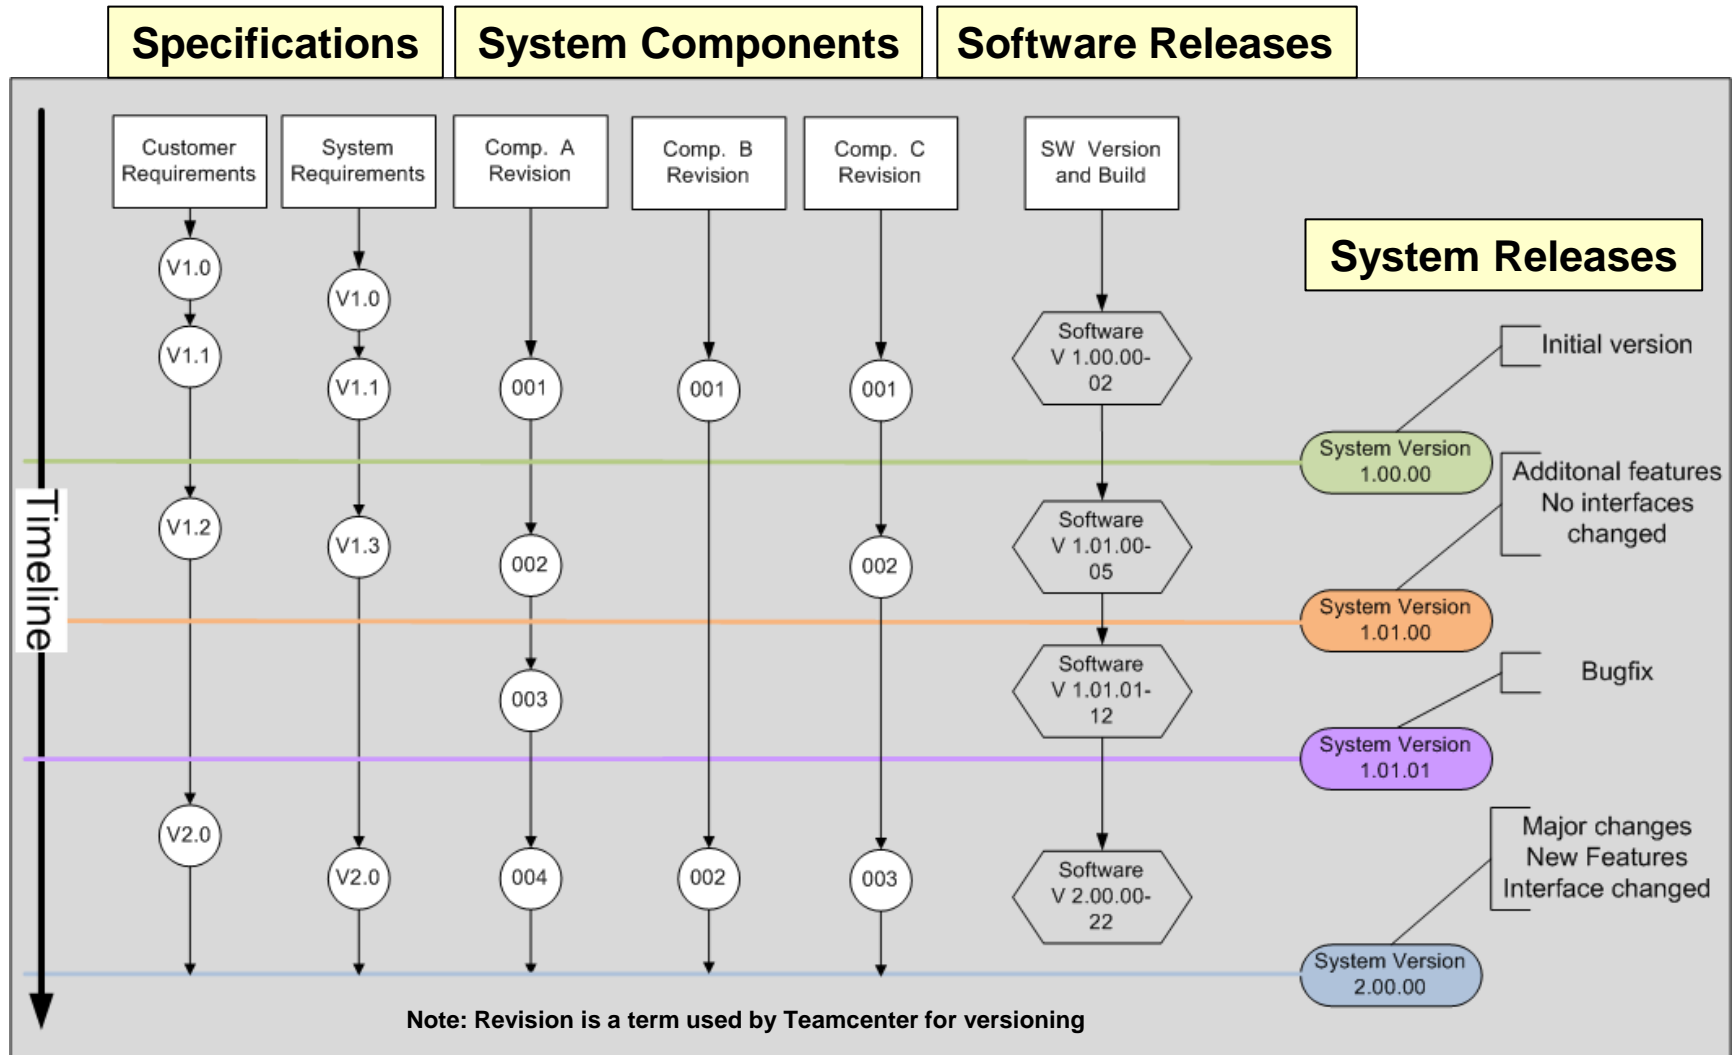 Specifications
System Components
Software Releases
Customer
Requirements
System
Requirements
Comp. A
Revision
Comp. B
Revision
Comp. C
Revision
SW Version
and Build
System Releases
V1.0
V1.0
V1.1
V1.1
001
001
001
Software
V 1.00.00-
02
Initial version
System Version
1.00.00
Timeline
V1.2
V1.3
002
002
Software
V 1.01.00-
05
Additonal features
No interfaces
changed
System Version
1.01.00
003
Software
V 1.01.01-
12
Bugfix
System Version
1.01.01
V2.0
V2.0
004
002
003
Software
V 2.00.00-
22
Major changes
New Features
Interface changed
System Version
2.00.00
Note: Revision is a term used by Teamcenter for versioning